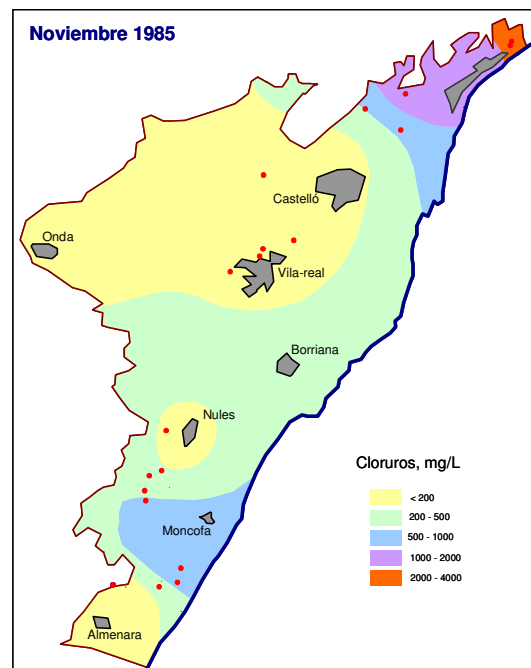 Noviembre 1985
Castelló
Onda
Vila-real
Borriana
Nules
Moncofa
Almenara
Cloruros, mg/L
< 200
200 - 500
500 - 1000
1000 - 2000
2000 - 4000